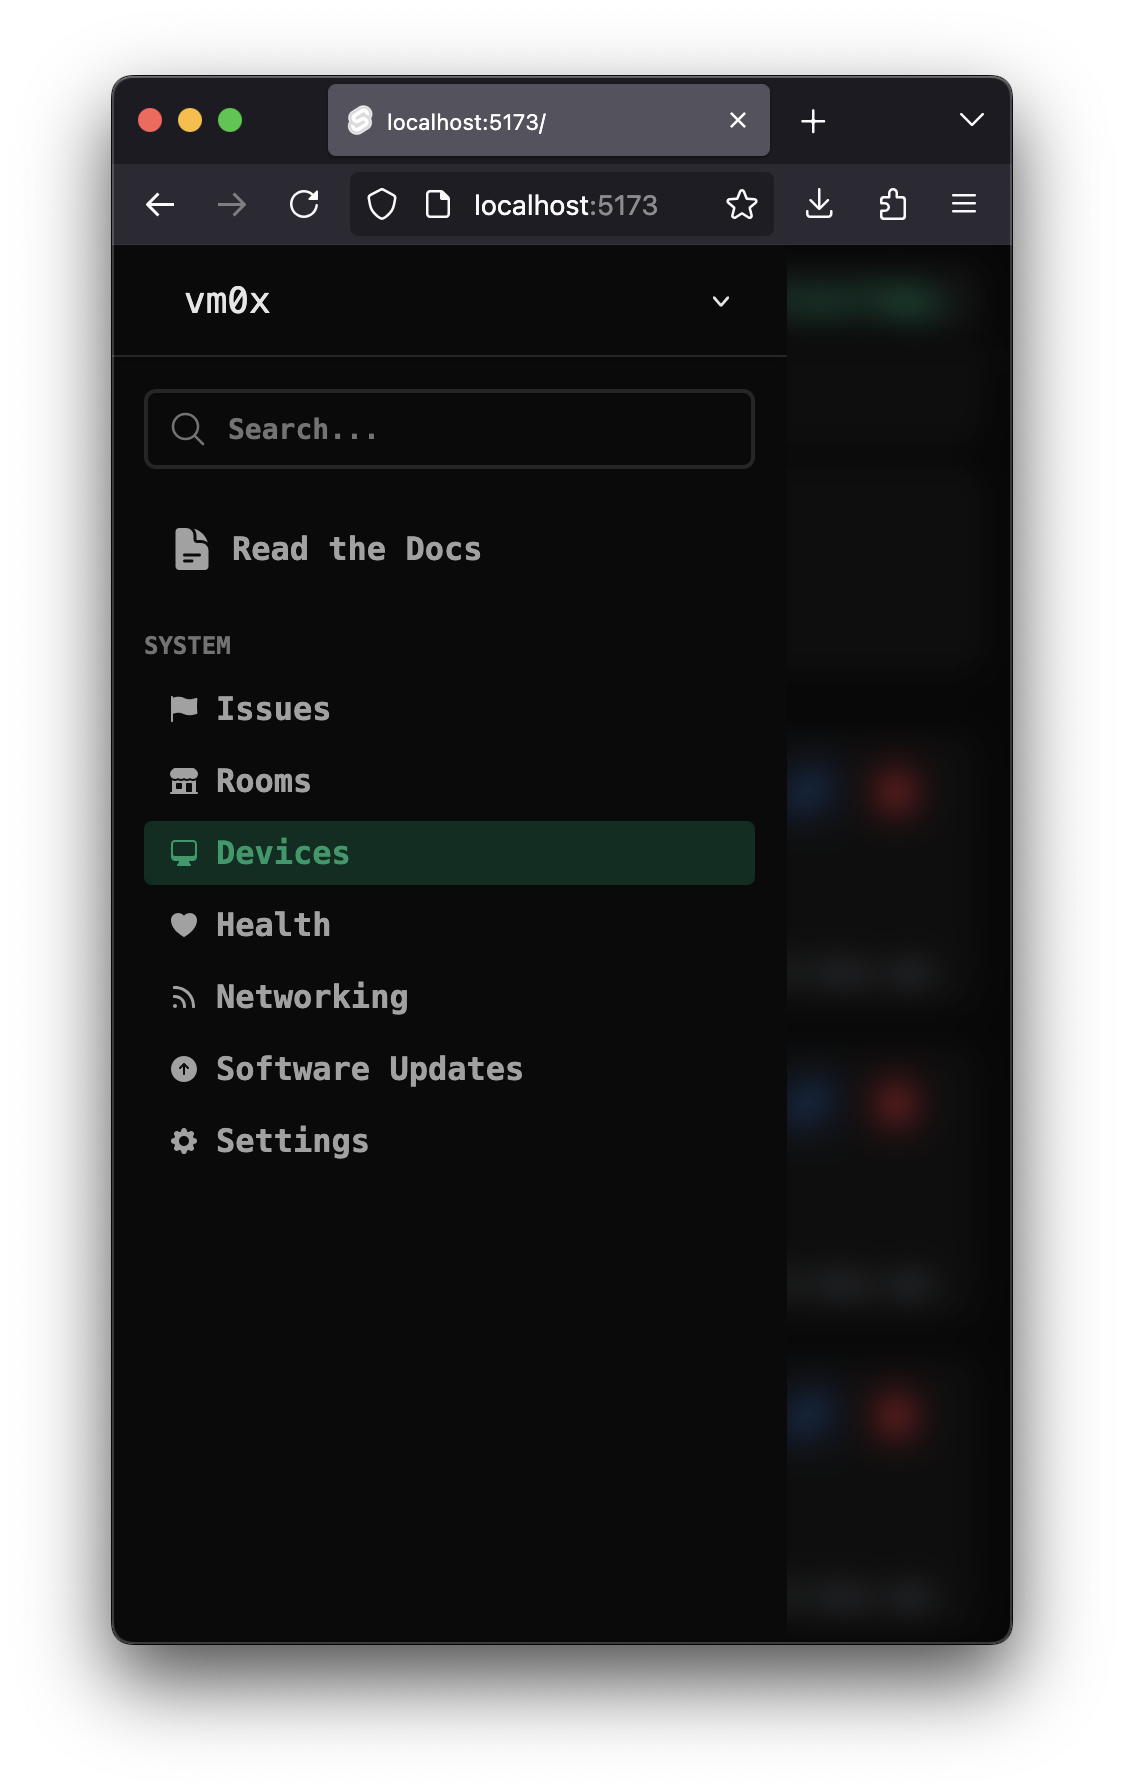 localhost:5173/
localhost:5173
vm0x
Search...
Read the Docs
SYSTEM
Issues
Rooms
Devices
Health
Networking
Software Updates
Settings